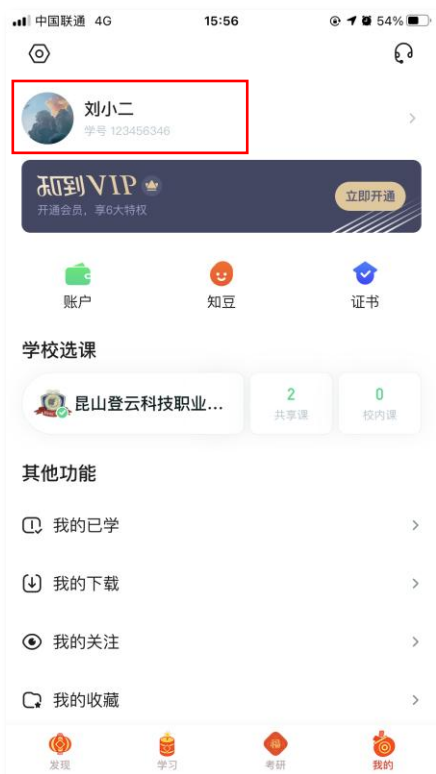 中国联通 4G 15:56 54%
刘小二
学号 123456346
知到VIP
立即开通
开通会员，享6大特权
账户 知豆 证书
学校选课
昆山登云科技职业... 2 0
共享课 校内课
其他功能
我的已学
我的下载
我的关注
我的收藏
福
发现 学习 考研 我的